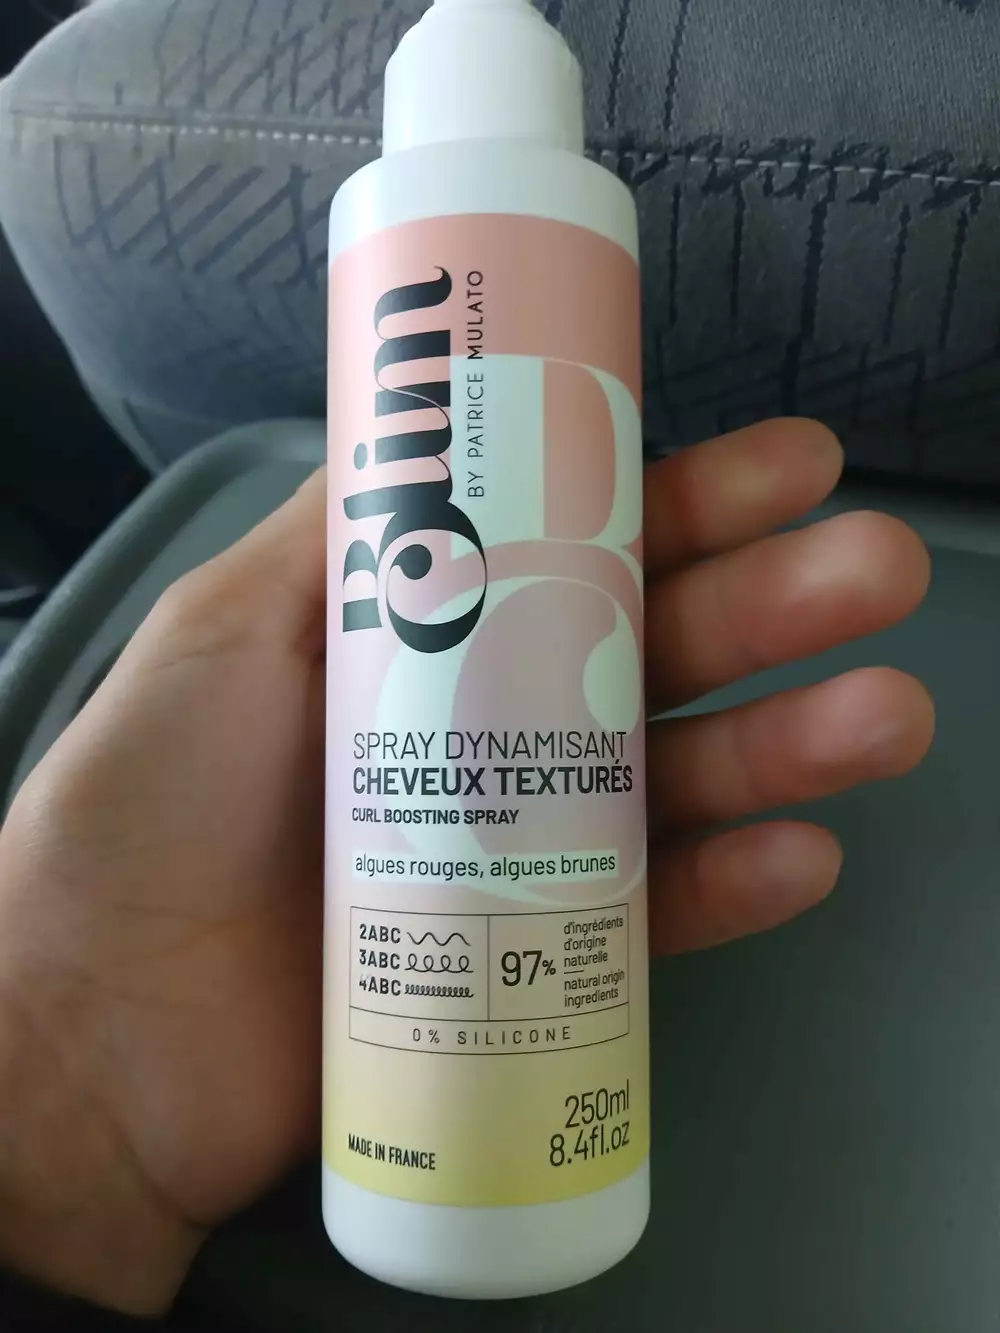 Blim
BY PATRICE MULATO
SPRAY DYNAMISANT
CHEVEUX TEXTURÉS
CURL BOOSTING SPRAY
algues rouges, algues brunes
2ABC
3ABC
4ABC
97%
d'ingrédients
d'origine
naturelle
natural origin
ingredients
0% SILICONE
250ml
8.4fl.oz
MADE IN FRANCE